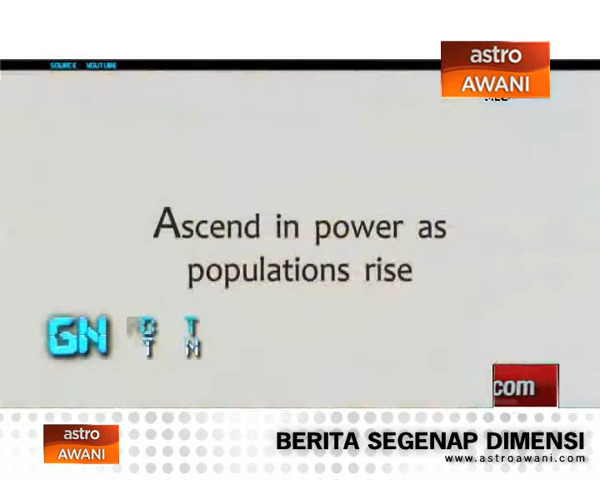 astro
AWANI
SOURCE YOUTUBE
Ascend in power as
populations rise
GN
com
astro
AWANI
BERITA SEGENAP DIMENSI
www.astroawani.com